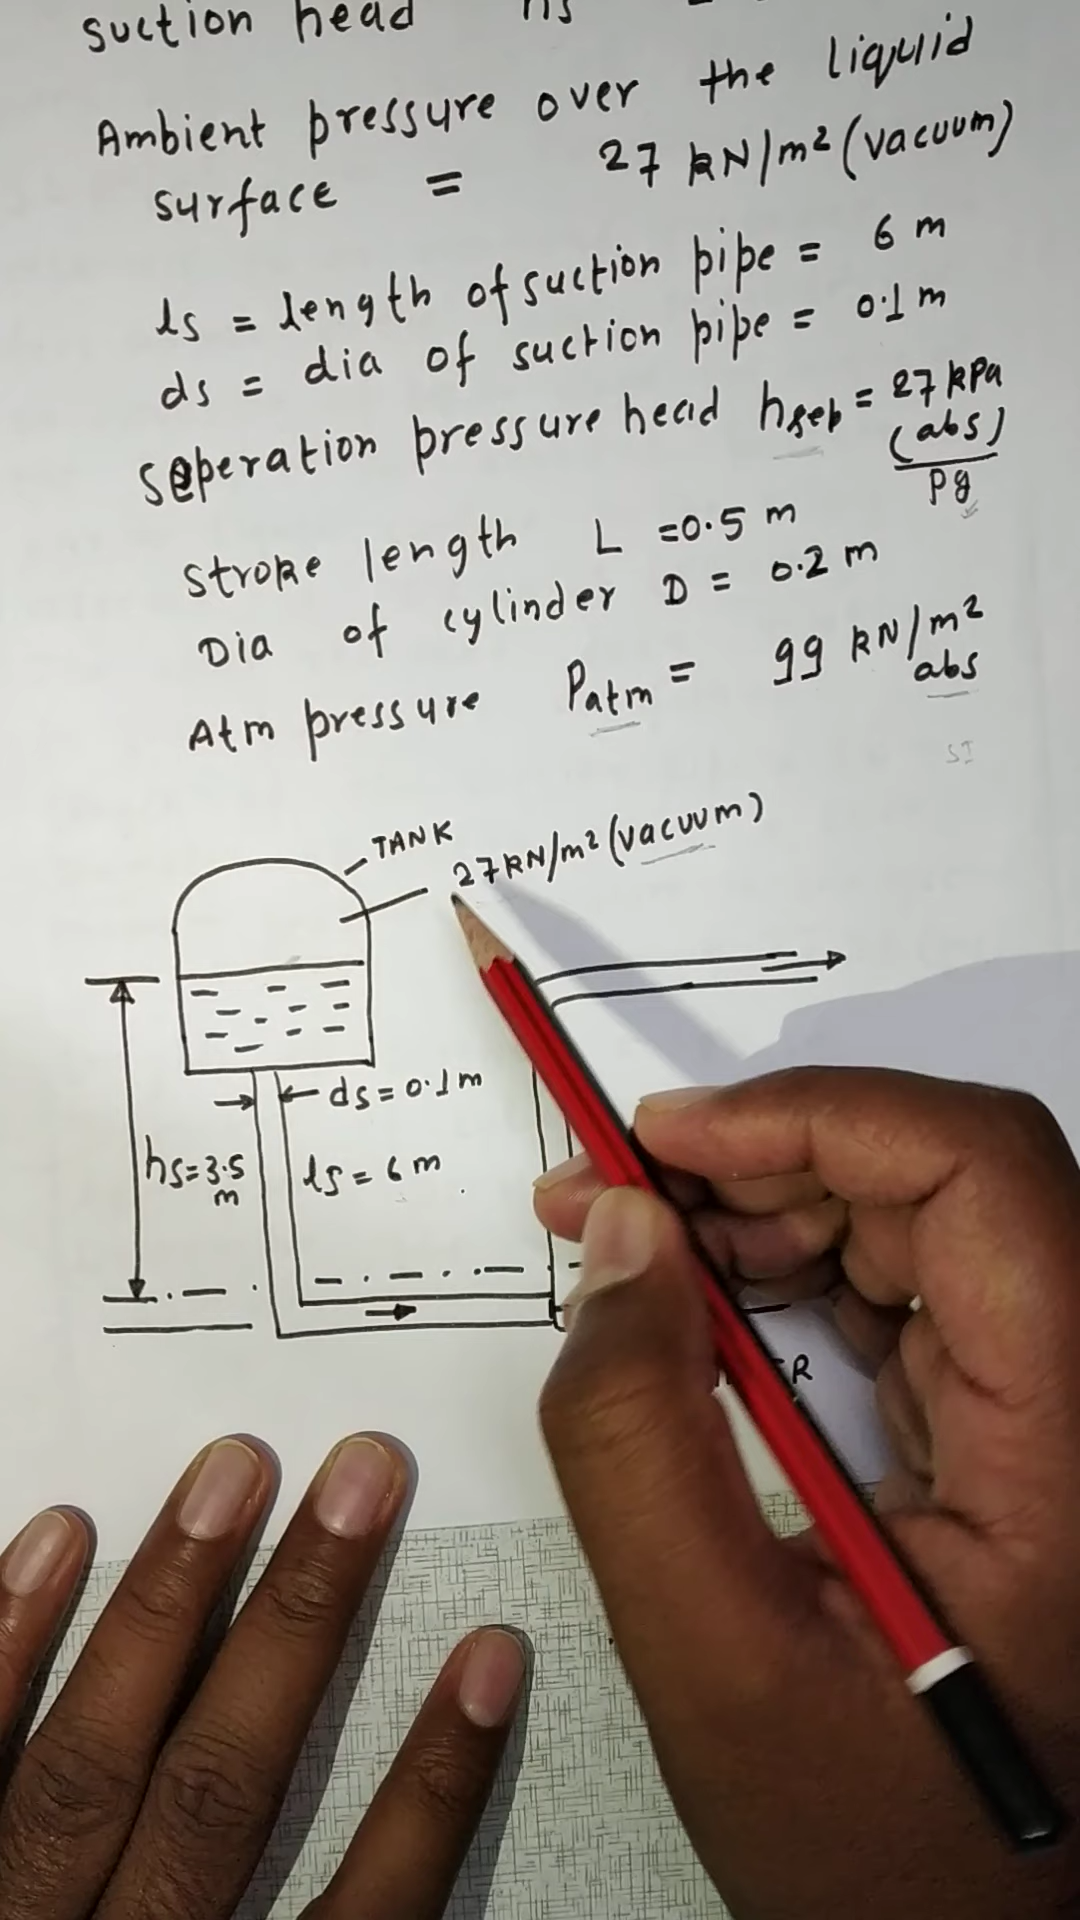 suction head hs
Ambient pressure over the liquid
surface = 27 kN/m² (vacuum)
ls = length of suction pipe = 6 m
ds = dia of suction pipe = 0.1 m
Seperation pressure head hsep = 27 kPa (abs) / ρg
Stroke length L = 0.5 m
Dia of cylinder D = 0.2 m
Atm pressure Patm = 99 kN/m² abs
SI
TANK
27 kN/m² (vacuum)
ds = 0.1 m
hs = 3.5 m
ls = 6 m